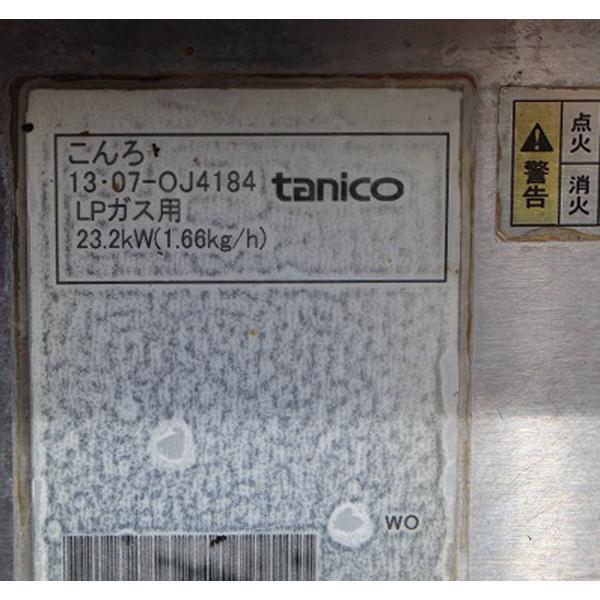 こんろ
13・07-OJ4184 tanico
LPガス用
23.2kW(1.66kg/h)
WO
警告
点火
消火